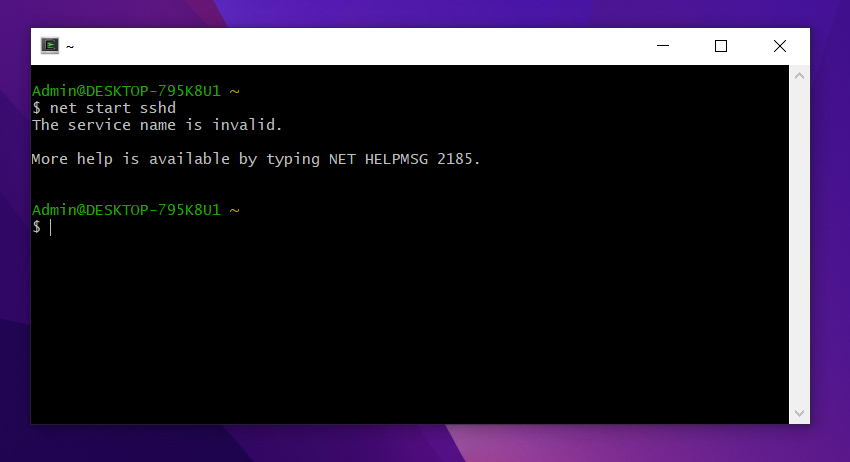 ~
Admin@DESKTOP-795K8U1 ~
$ net start sshd
The service name is invalid.
More help is available by typing NET HELPMSG 2185.
Admin@DESKTOP-795K8U1 ~
$